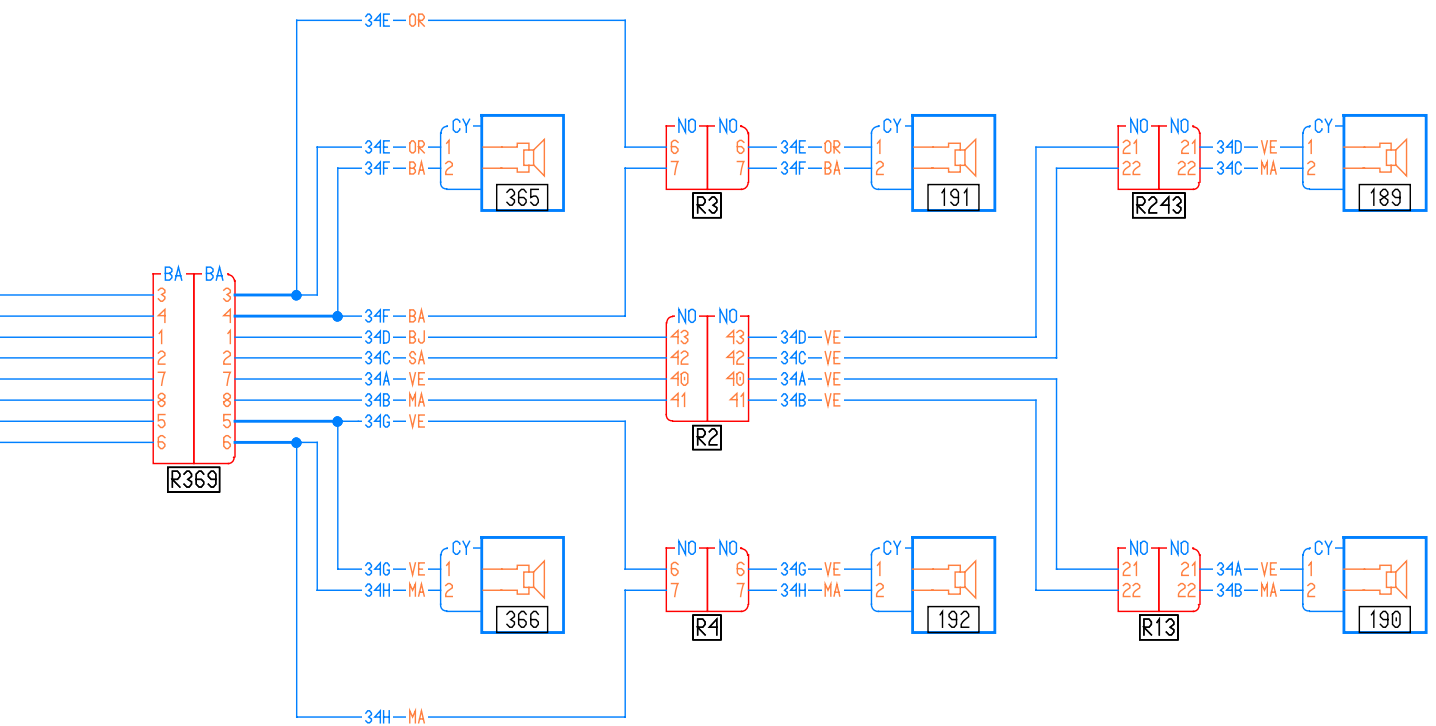 34E OR
CY NO NO CY NO NO CY
34E OR 1 6 6 34E OR 1 21 21 34D VE 1
34F BA 2 7 7 34F BA 2 22 22 34C MA 2
365 191 189
R3 R243
BA BA
3 3
4 4 34F BA NO NO
1 1 34D BJ 43 43 34D VE
2 2 34C SA 42 42 34C VE
7 7 34A VE 40 40 34A VE
8 8 34B MA 41 41 34B VE
5 5 34G VE
6 6 R2
R369
CY NO NO CY NO NO CY
34G VE 1 6 6 34G VE 1 21 21 34A VE 1
34H MA 2 7 7 34H MA 2 22 22 34B MA 2
366 192 190
R4 R13
34H MA